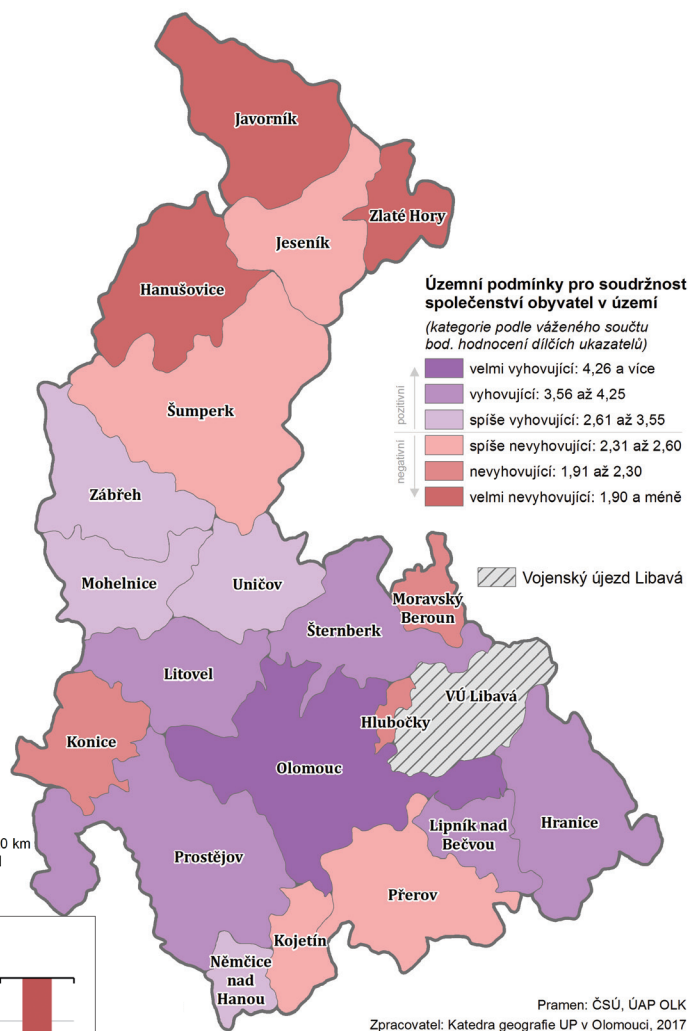 Javorník
Zlaté Hory
Jeseník
Hanušovice
Územní podmínky pro soudržnost
společenství obyvatel v území
(kategorie podle váženého součtu
bod. hodnocení dílčích ukazatelů)
pozitivní
velmi vyhovující: 4,26 a více
vyhovující: 3,56 až 4,25
spíše vyhovující: 2,61 až 3,55
negativní
spíše nevyhovující: 2,31 až 2,60
nevyhovující: 1,91 až 2,30
velmi nevyhovující: 1,90 a méně
Šumperk
Zábřeh
Mohelnice
Uničov
Vojenský újezd Libavá
Moravský
Beroun
Šternberk
Litovel
VÚ Libavá
Hlubočky
Konice
Olomouc
Hranice
Lipník nad
Bečvou
0 km
Prostějov
Přerov
Kojetín
Němčice
nad
Hanou
Pramen: ČSÚ, ÚAP OLK
Zpracovatel: Katedra geografie UP v Olomouci, 2017